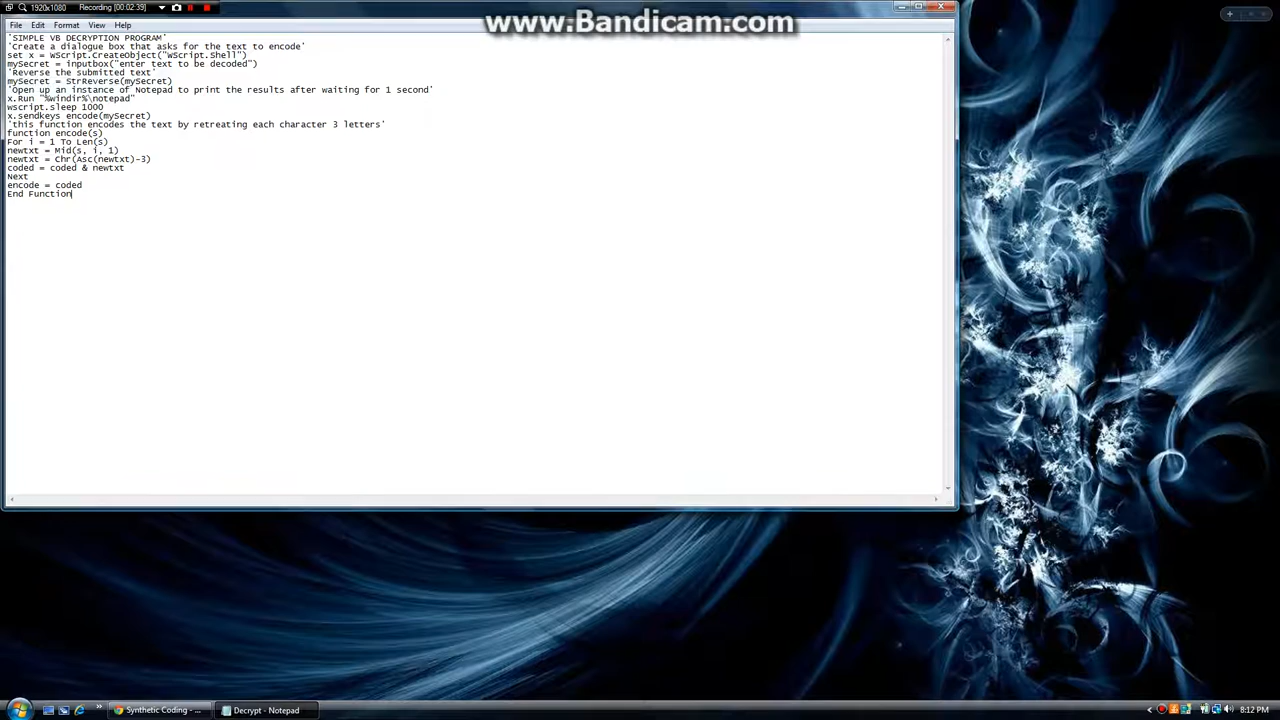 1920x1080 Recording [00:02:39]
www.Bandicam.com
File Edit Format View Help
'SIMPLE VB DECRYPTION PROGRAM'
'Create a dialogue box that asks for the text to encode'
set x = WScript.CreateObject("WScript.Shell")
mySecret = inputbox("enter text to be decoded")
'Reverse the submitted text'
mySecret = StrReverse(mySecret)
'Open up an instance of Notepad to print the results after waiting for 1 second'
x.Run "%windir%\notepad"
wscript.sleep 1000
x.sendkeys encode(mySecret)
'this function encodes the text by retreating each character 3 letters'
function encode(s)
For i = 1 To Len(s)
newtxt = Mid(s, i, 1)
newtxt = Chr(Asc(newtxt)-3)
coded = coded & newtxt
Next
encode = coded
End Function
Synthetic Coding - ... Decrypt - Notepad 8:12 PM